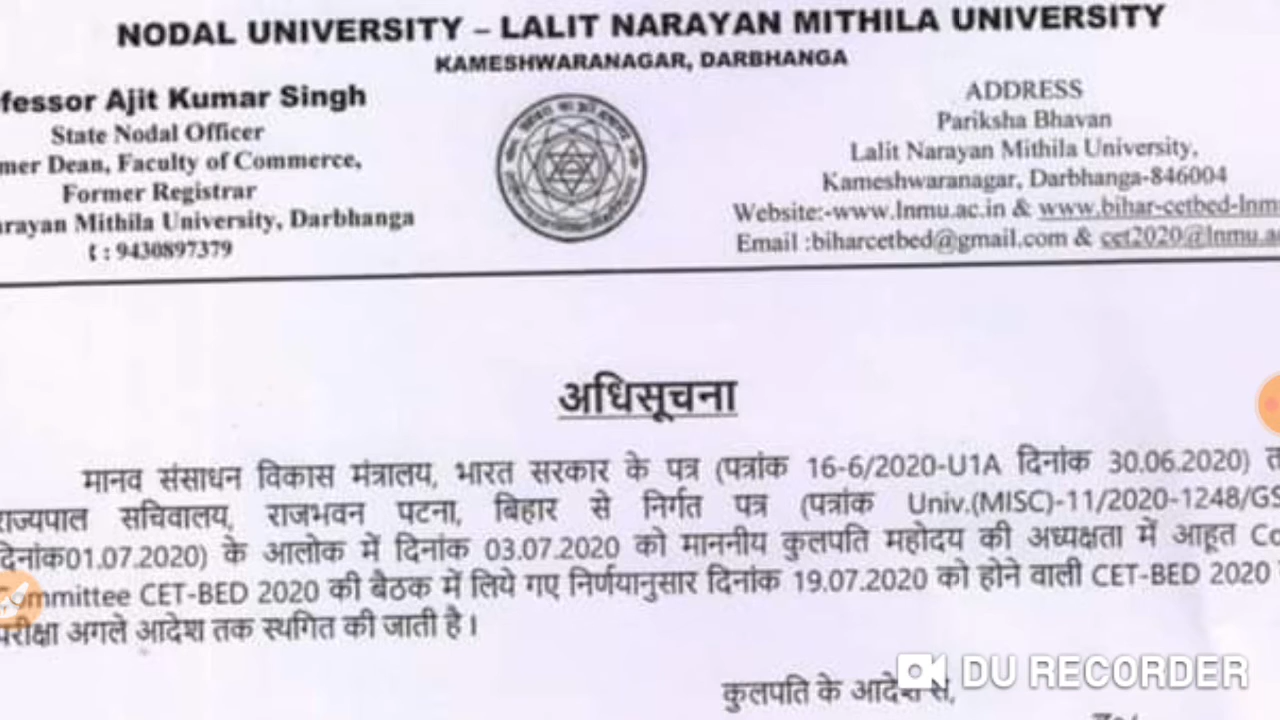 NODAL UNIVERSITY – LALIT NARAYAN MITHILA UNIVERSITY
KAMESHWARANAGAR, DARBHANGA
fessor Ajit Kumar Singh
State Nodal Officer
mer Dean, Faculty of Commerce,
Former Registrar
arayan Mithila University, Darbhanga
t : 9430897379
ADDRESS
Pariksha Bhavan
Lalit Narayan Mithila University,
Kameshwaranagar, Darbhanga-846004
Website:-www.lnmu.ac.in & www.bihar-cetbed-lnm
Email :biharcetbed@gmail.com & cet2020@lnmu.ac
अधिसूचना
मानव संसाधन विकास मंत्रालय, भारत सरकार के पत्र (पत्रांक 16-6/2020-U1A दिनांक 30.06.2020) त
राज्यपाल सचिवालय, राजभवन पटना, बिहार से निर्गत पत्र (पत्रांक Univ.(MISC)-11/2020-1248/GS
दिनांक01.07.2020) के आलोक में दिनांक 03.07.2020 को माननीय कुलपति महोदय की अध्यक्षता में आहूत Co
ommittee CET-BED 2020 की बैठक में लिये गए निर्णयानुसार दिनांक 19.07.2020 को होने वाली CET-BED 2020
परीक्षा अगले आदेश तक स्थगित की जाती है।
कुलपति के आदेश से,
DU RECORDER